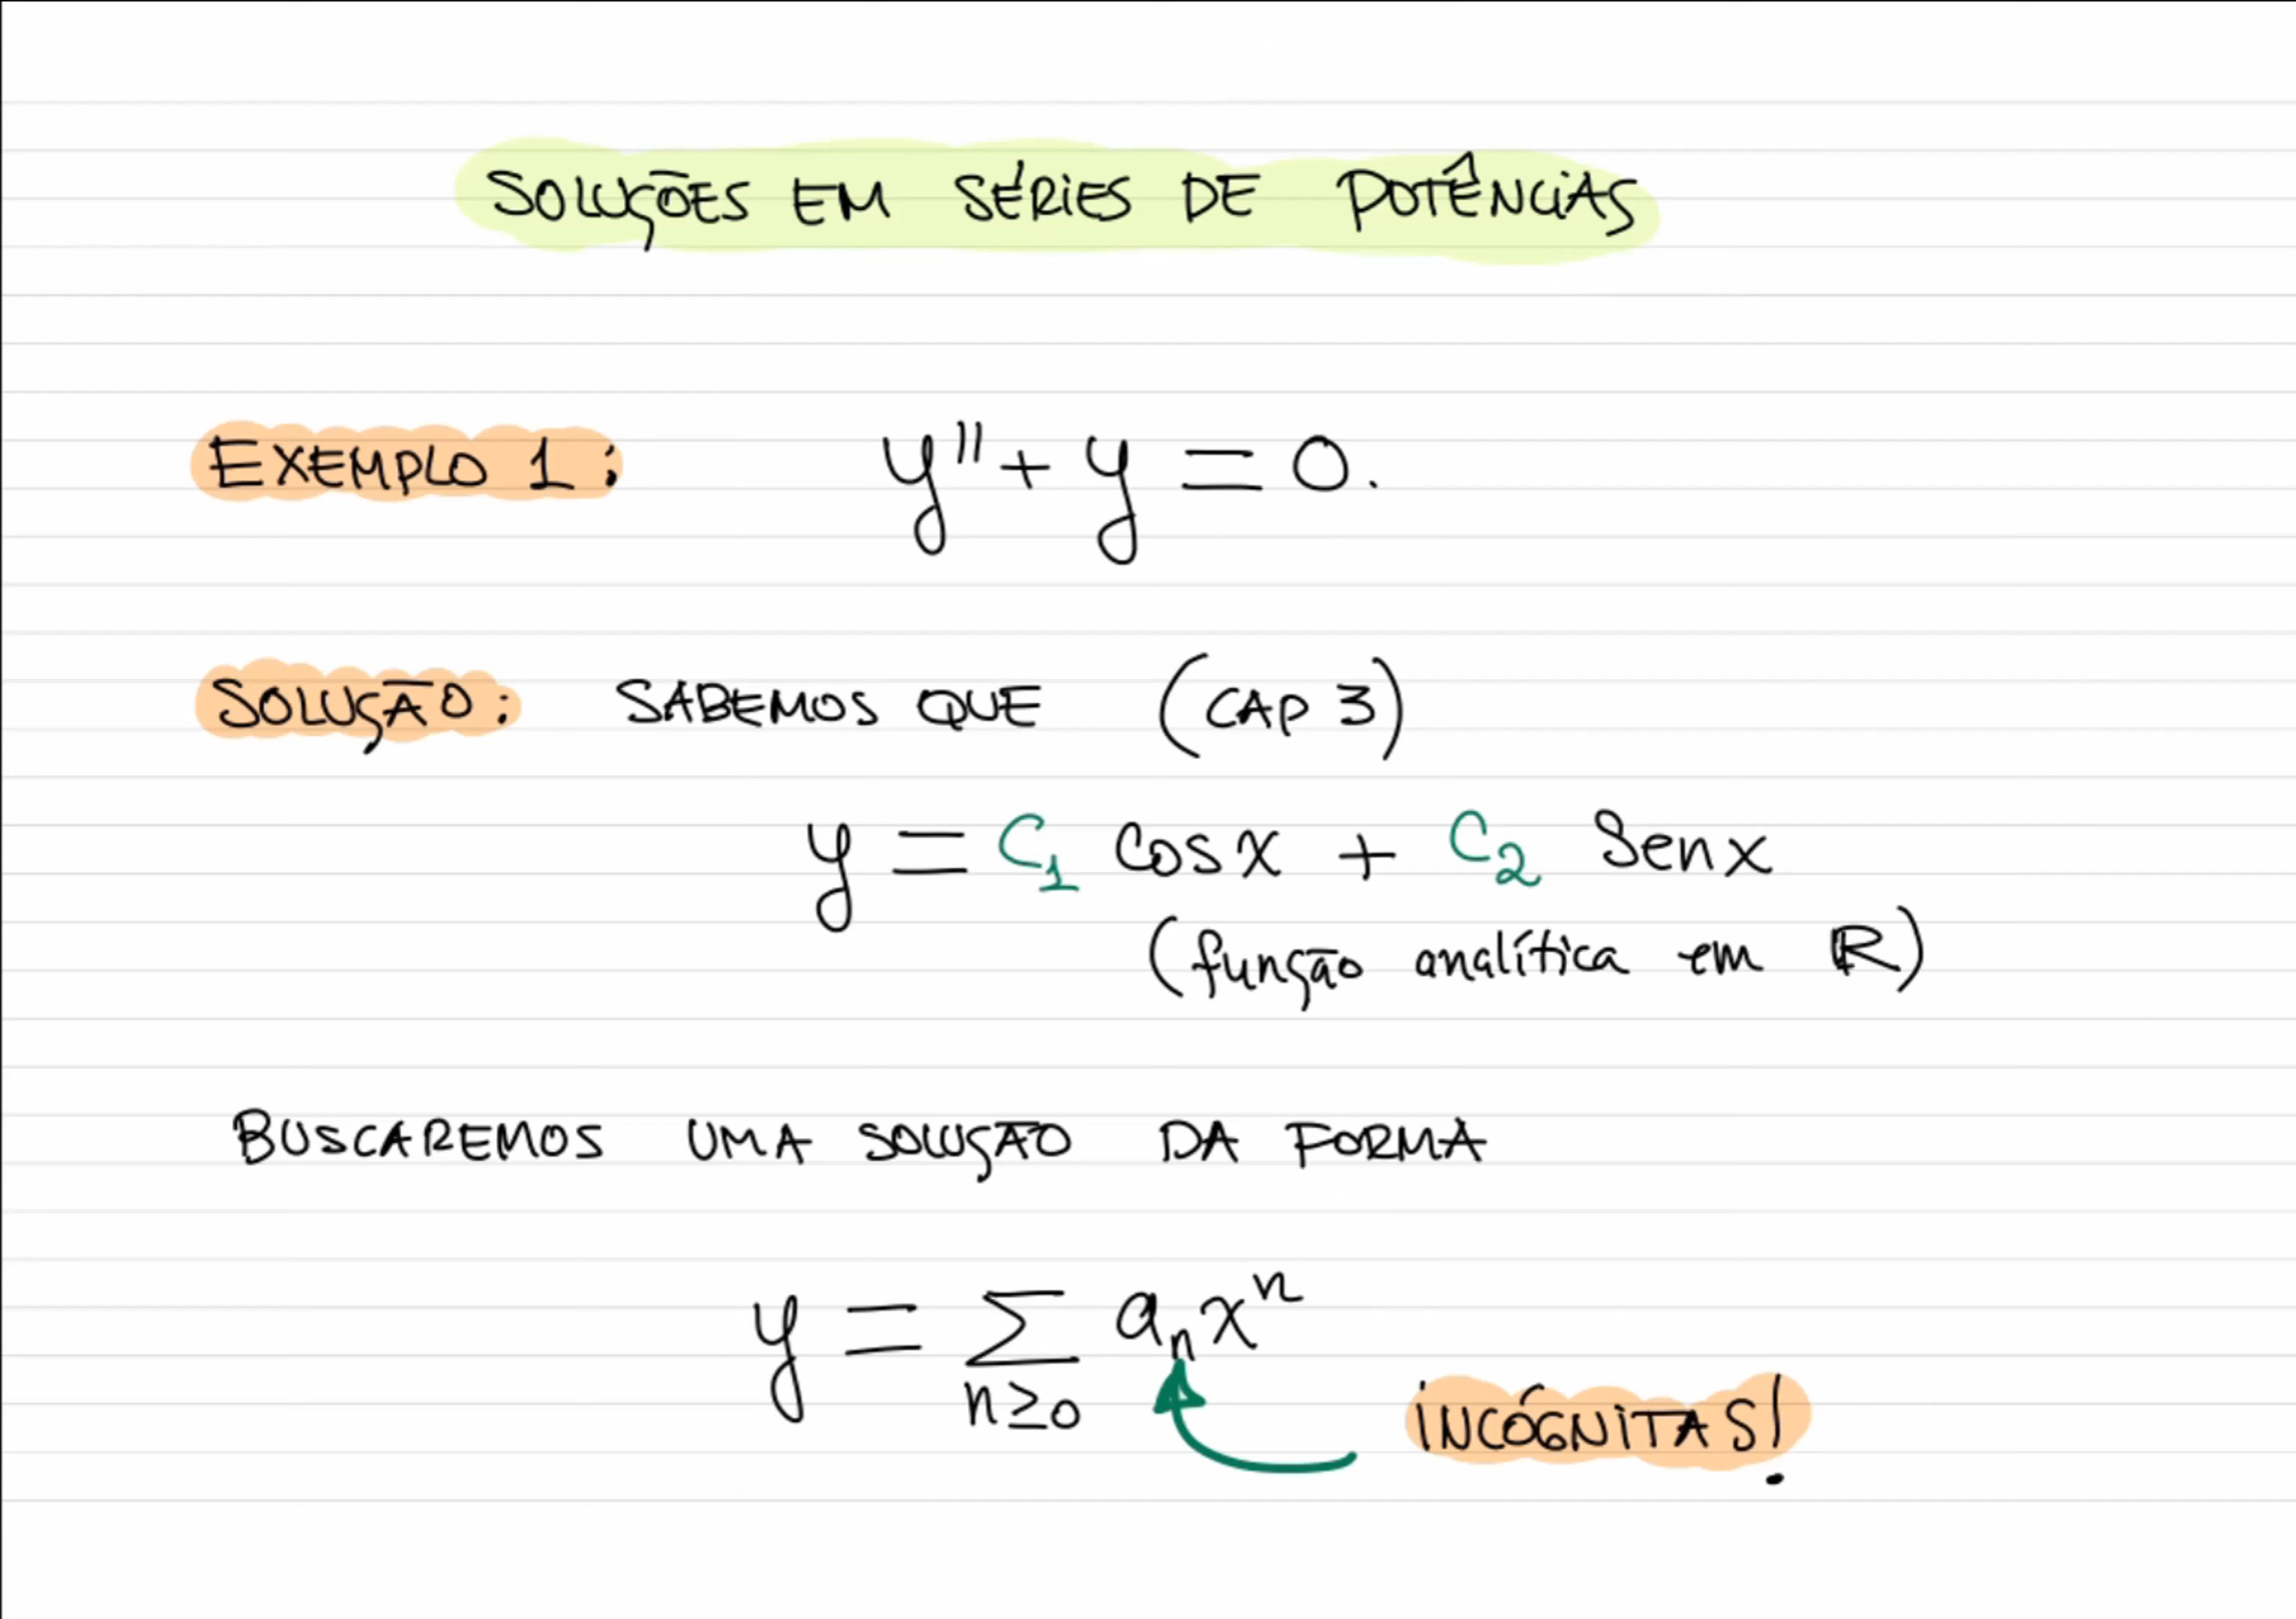 SOLUÇÕES EM SÉRIES DE POTÊNCIAS
EXEMPLO 1: y'' + y = 0.
SOLUÇÃO: SABEMOS QUE (CAP 3)
y = C₁ cos x + C₂ sen x
(função analítica em ℝ)
BUSCAREMOS UMA SOLUÇÃO DA FORMA
y = ∑ aₙxⁿ
n≥0
INCÓGNITAS!